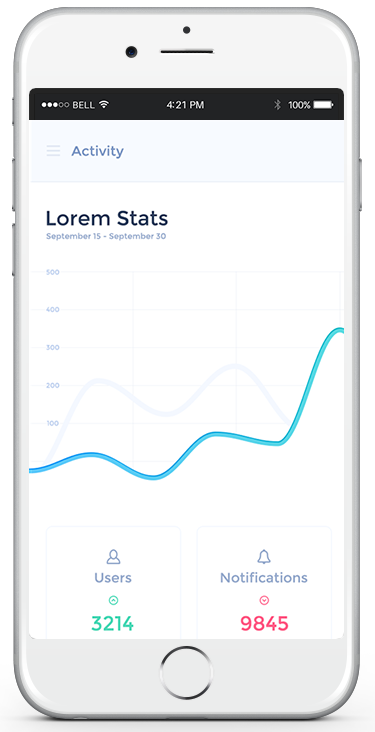 BELL 4:21 PM 100%
Activity
Lorem Stats
September 15 - September 30
500
400
300
200
100
Users Notifications
3214 9845